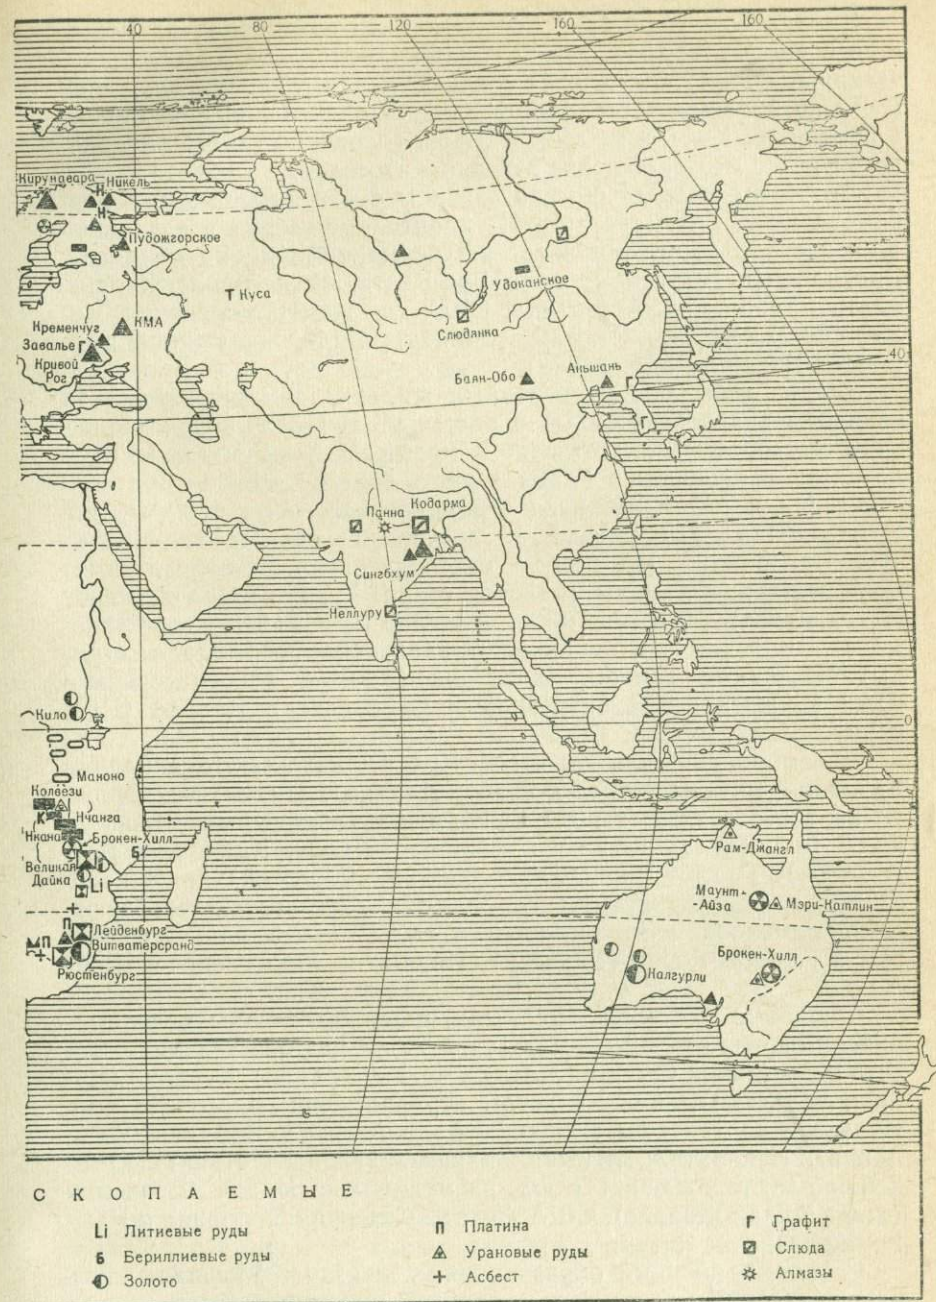 40 80 120 160 160
Кирунавара Никель
Н
Н
Пудожгорское
Т Куса
Удоканское
Слюдянка
КМА
Кременчуг
Завалье Г
Кривой
Рог
40
Баян-Обо
Аньшань
Г
Г
Панна
Кодарма
Сингбхум
Неллуру
Кило
0
Маноно
Колвези
К
Нчанга
Нкана
Брокен-Хилл
Б
Великая
Дайка
Li
Рам-Джангл
Маунт-
-Айза
Мэри-Катлин
П
Лейденбург
П
Витватерсранд
Рюстенбург
Брокен-Хилл
Калгурли
С К О П А Е М Ы Е
Li Литиевые руды
Б Бериллиевые руды
Золото
П Платина
Урановые руды
Асбест
Г Графит
Слюда
Алмазы